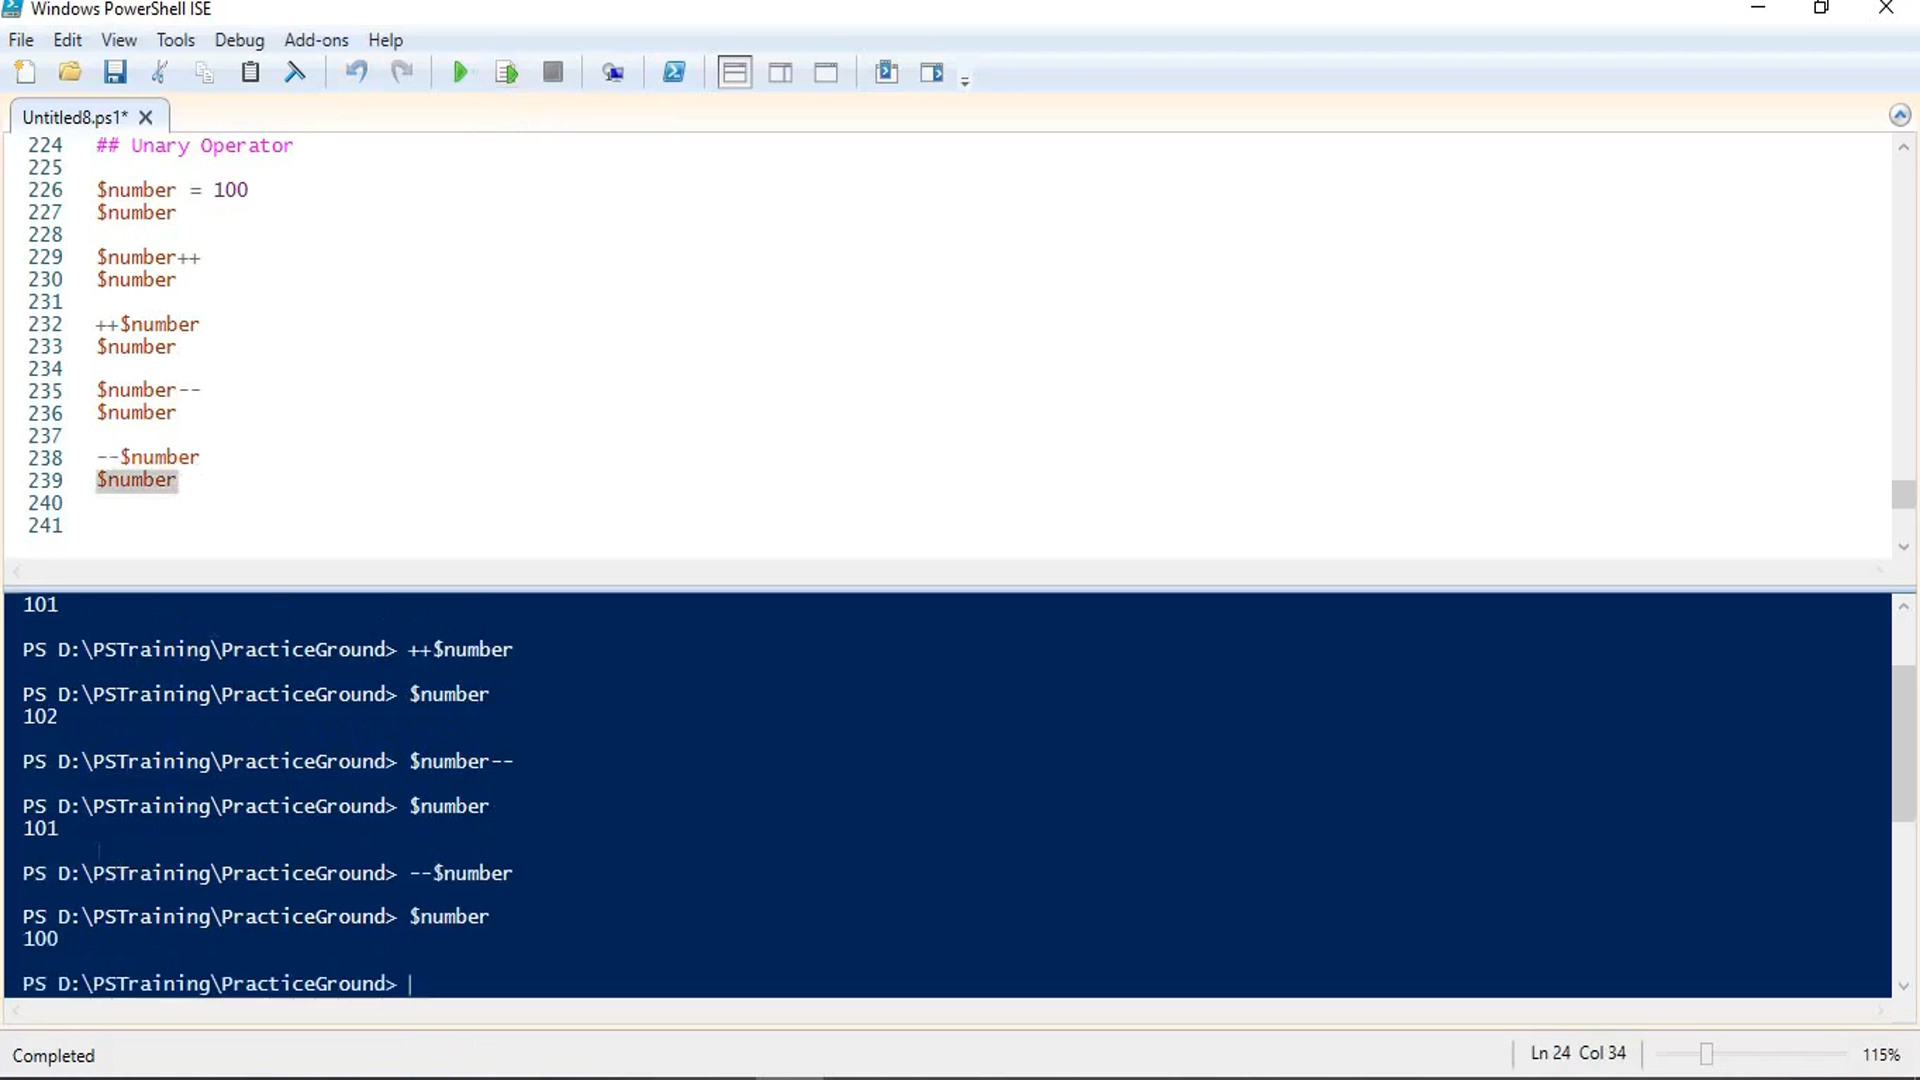 Windows PowerShell ISE
File Edit View Tools Debug Add-ons Help
Untitled8.ps1*
224 ## Unary Operator
225
226 $number = 100
227 $number
228
229 $number++
230 $number
231
232 ++$number
233 $number
234
235 $number--
236 $number
237
238 --$number
239 $number
240
241
101
PS D:\PSTraining\PracticeGround> ++$number
PS D:\PSTraining\PracticeGround> $number
102
PS D:\PSTraining\PracticeGround> $number--
PS D:\PSTraining\PracticeGround> $number
101
PS D:\PSTraining\PracticeGround> --$number
PS D:\PSTraining\PracticeGround> $number
100
PS D:\PSTraining\PracticeGround>
Completed Ln 24 Col 34 115%